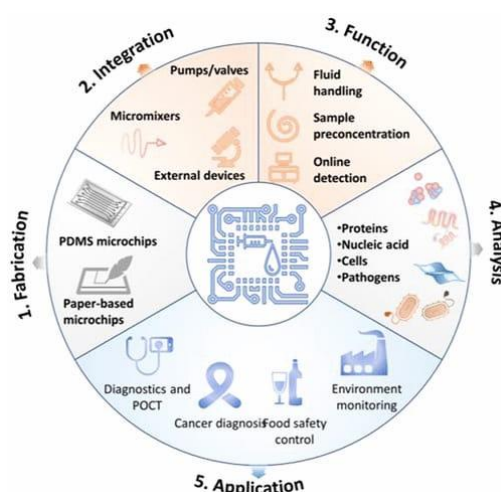 1. Fabrication
PDMS microchips
Paper-based
microchips
2. Integration
Pumps/valves
Micromixers
External devices
3. Function
Fluid
handling
Sample
preconcentration
Online
detection
4. Analysis
•Proteins
•Nucleic acid
•Cells
•Pathogens
5. Application
Diagnostics and
POCT
Cancer diagnosis
Food safety
control
Environment
monitoring